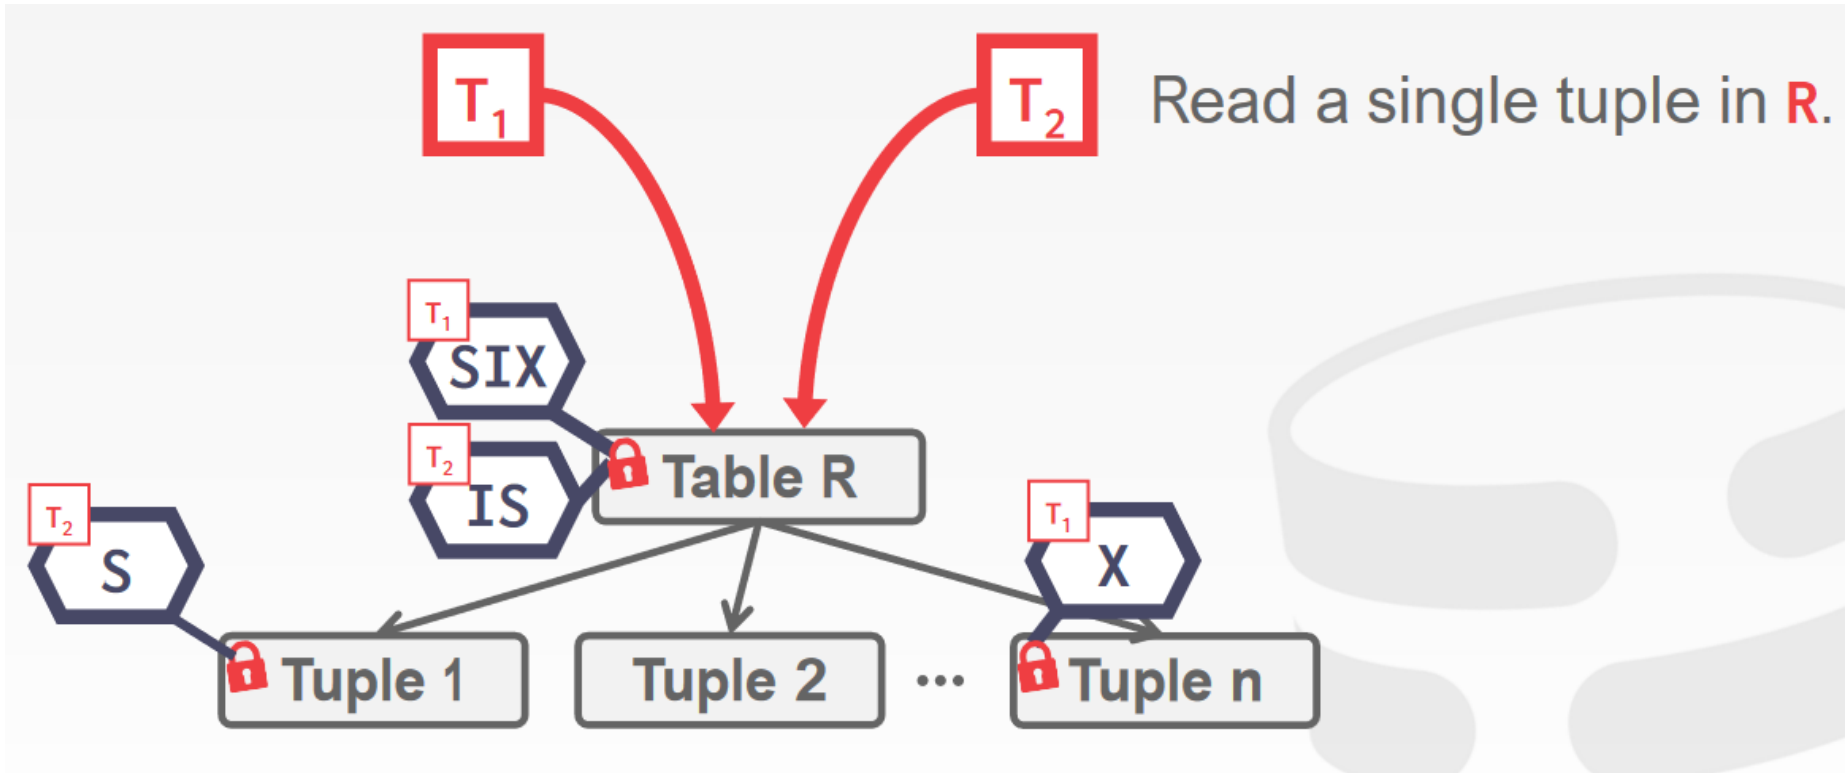 T1
T2
Read a single tuple in R.
T1
SIX
T2
IS
Table R
T2
S
T1
X
Tuple 1
Tuple 2
...
Tuple n